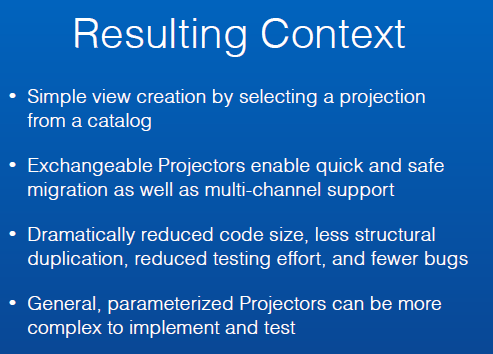 Resulting Context
• Simple view creation by selecting a projection
from a catalog
• Exchangeable Projectors enable quick and safe
migration as well as multi-channel support
• Dramatically reduced code size, less structural
duplication, reduced testing effort, and fewer bugs
• General, parameterized Projectors can be more
complex to implement and test